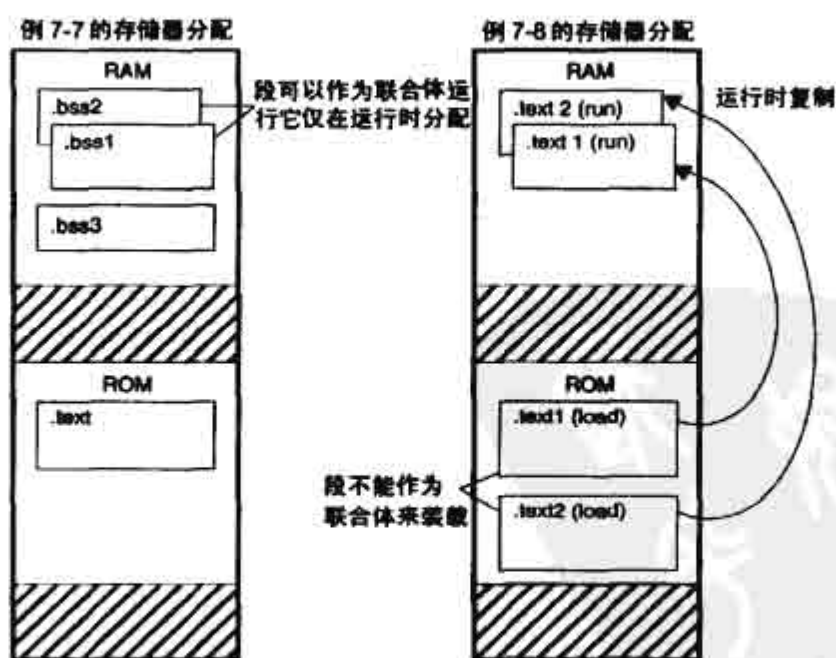 例 7-7 的存储器分配
RAM
.bss2
.bss1
.bss3
ROM
.text
段可以作为联合体运
行它仅在运行时分配
例 7-8 的存储器分配
RAM
.text 2 (run)
.text 1 (run)
运行时复制
ROM
.text1 (load)
.text2 (load)
段不能作为
联合体来装载